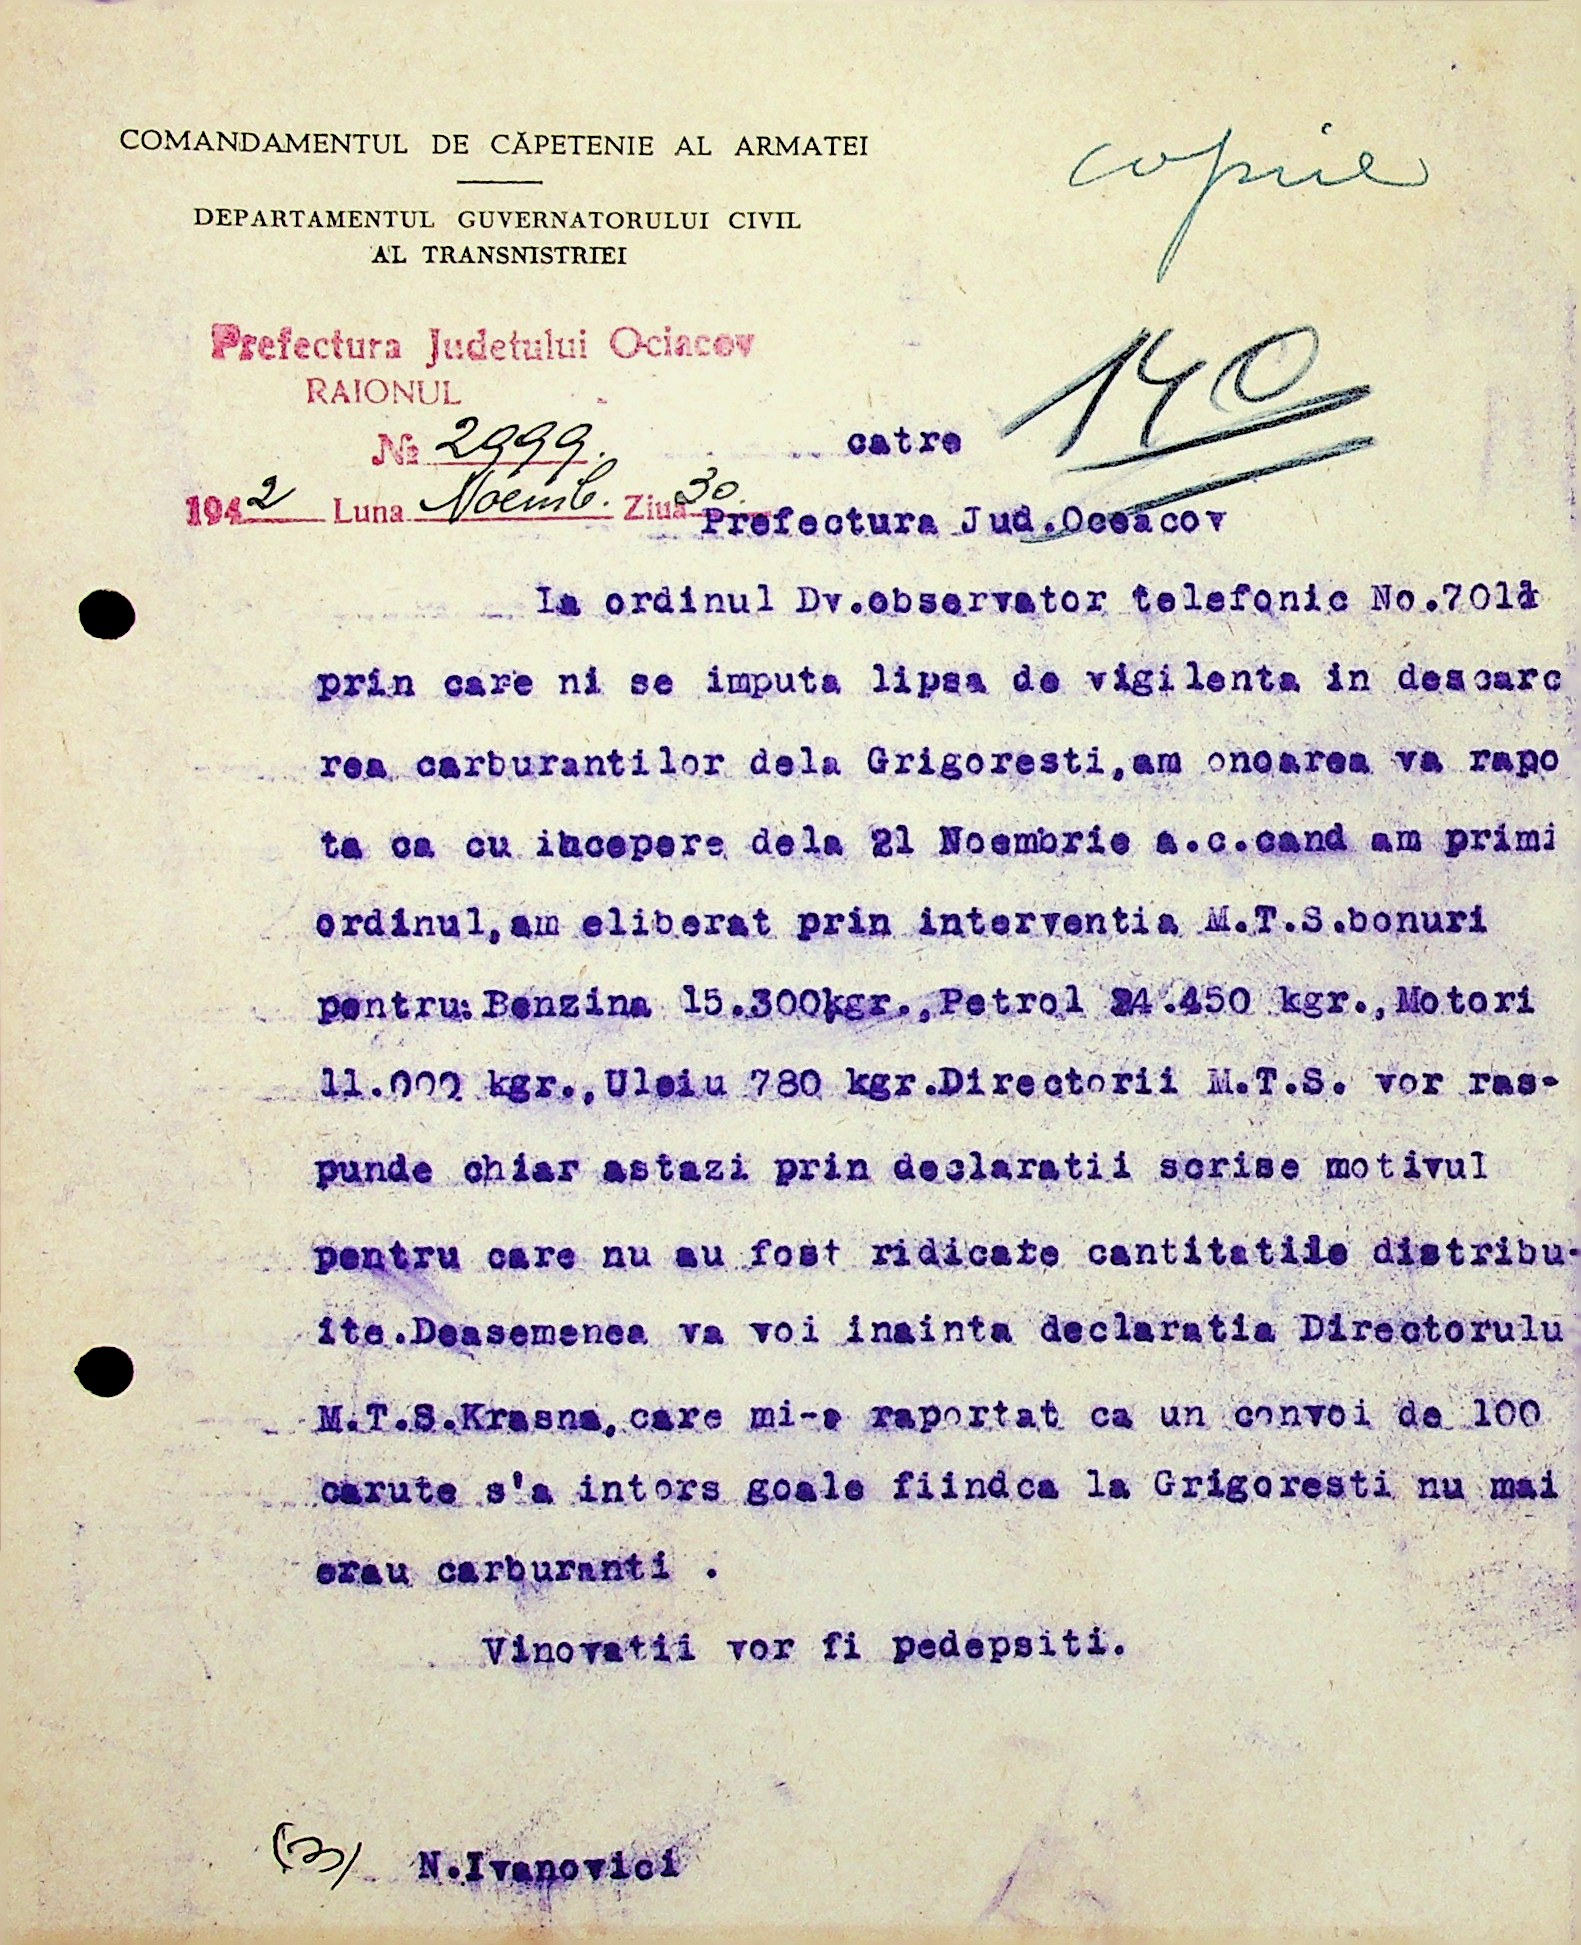 COMANDAMENTUL DE CĂPETENIE AL ARMATEI
DEPARTAMENTUL GUVERNATORULUI CIVIL
AL TRANSNISTRIEI
copie
Prefectura Judetului Ociacov
RAIONUL
140
№ 2999.
catre
1942 Luna Noemb. Ziua 30.
Prefectura Jud.Oceacov
La ordinul Dv.observator telefonic No.701
prin care ni se imputa lipsa de vigilenta in descarc
rea carburantilor dela Grigoresti,am onoarea va rapo
ta ca cu incepere dela 21 Noembrie a.c.cand am primi
ordinul,am eliberat prin interventia M.T.S.bonuri
pentru:Benzina 15.300kgr.,Petrol 24.450 kgr.,Motori
11.000 kgr.,Uleiu 780 kgr.Directorii M.T.S. vor ras-
punde chiar astazi prin declaratii scrise motivul
pentru care nu au fost ridicate cantitatile distribu-
ite.Deasemenea va voi inainta declaratia Directorulu
M.T.S.Krasna,care mi-a raportat ca un convoi de 100
carute s'a intors goale fiindca la Grigoresti nu mai
erau carburanti .
Vinovatii vor fi pedepsiti.
N.Ivanovici